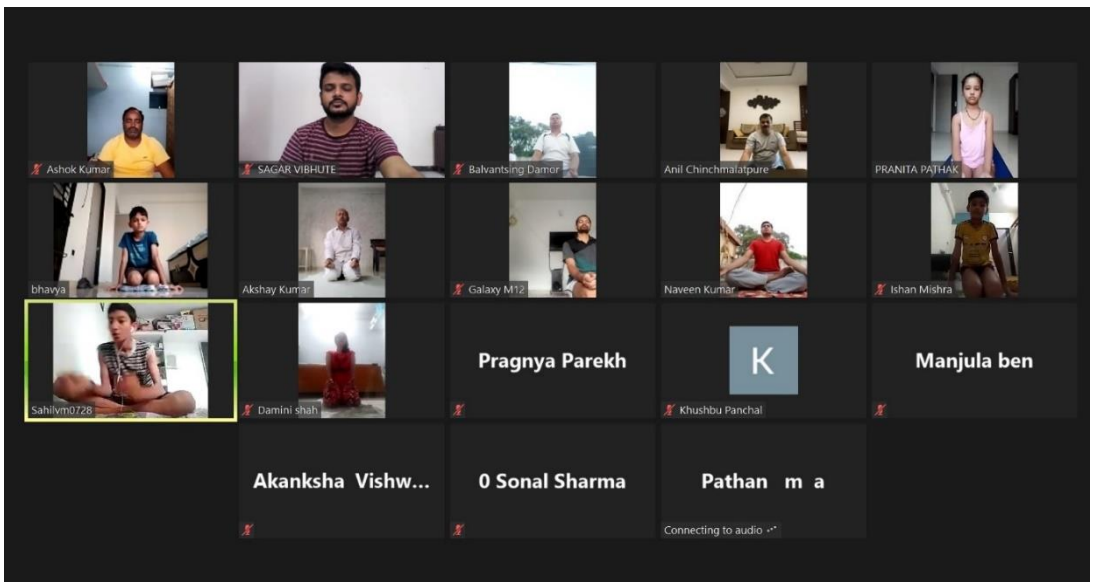 Ashok Kumar
SAGAR VIBHUTE
Balvantsing Damor
Anil Chinchmalatpure
PRANITA PATHAK
bhavya
Akshay Kumar
Galaxy M12
Naveen Kumar
Ishan Mishra
Sahilvm0728
Damini shah
Pragnya Parekh
K
Khushbu Panchal
Manjula ben
Akanksha Vishw...
0 Sonal Sharma
Pathan m a
Connecting to audio